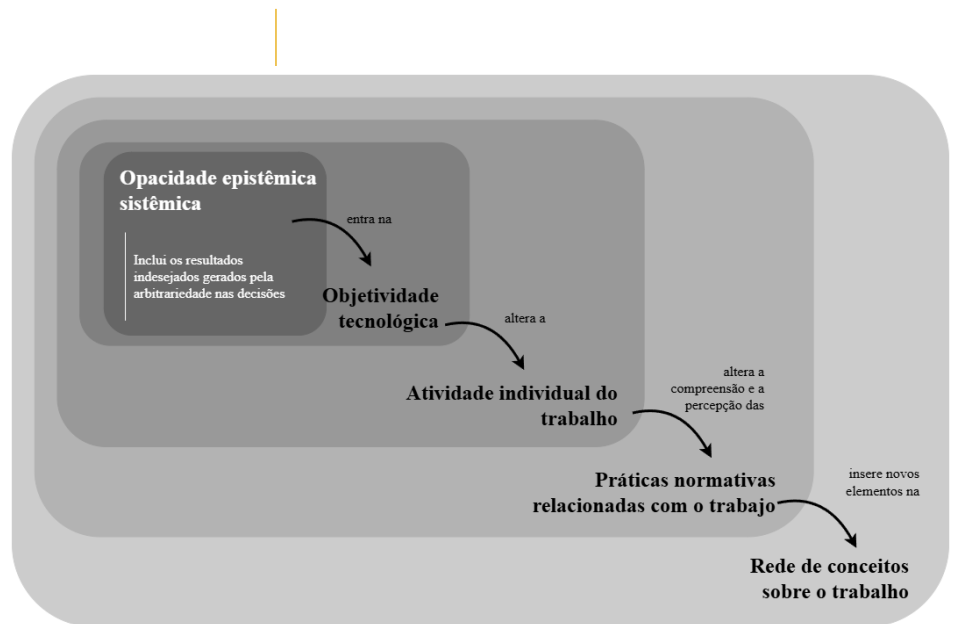 Opacidade epistêmica
sistêmica
Inclui os resultados
indesejados gerados pela
arbitrariedade nas decisões
entra na
Objetividade
tecnológica
altera a
Atividade individual do
trabalho
altera a
compreensão e a
percepção das
Práticas normativas
relacionadas com o trabajo
insere novos
elementos na
Rede de conceitos
sobre o trabalho